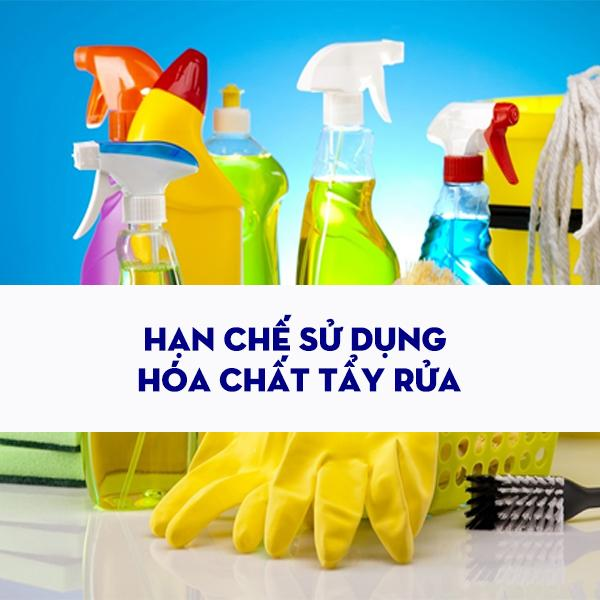 HẠN CHẾ SỬ DỤNG
HÓA CHẤT TẨY RỬA